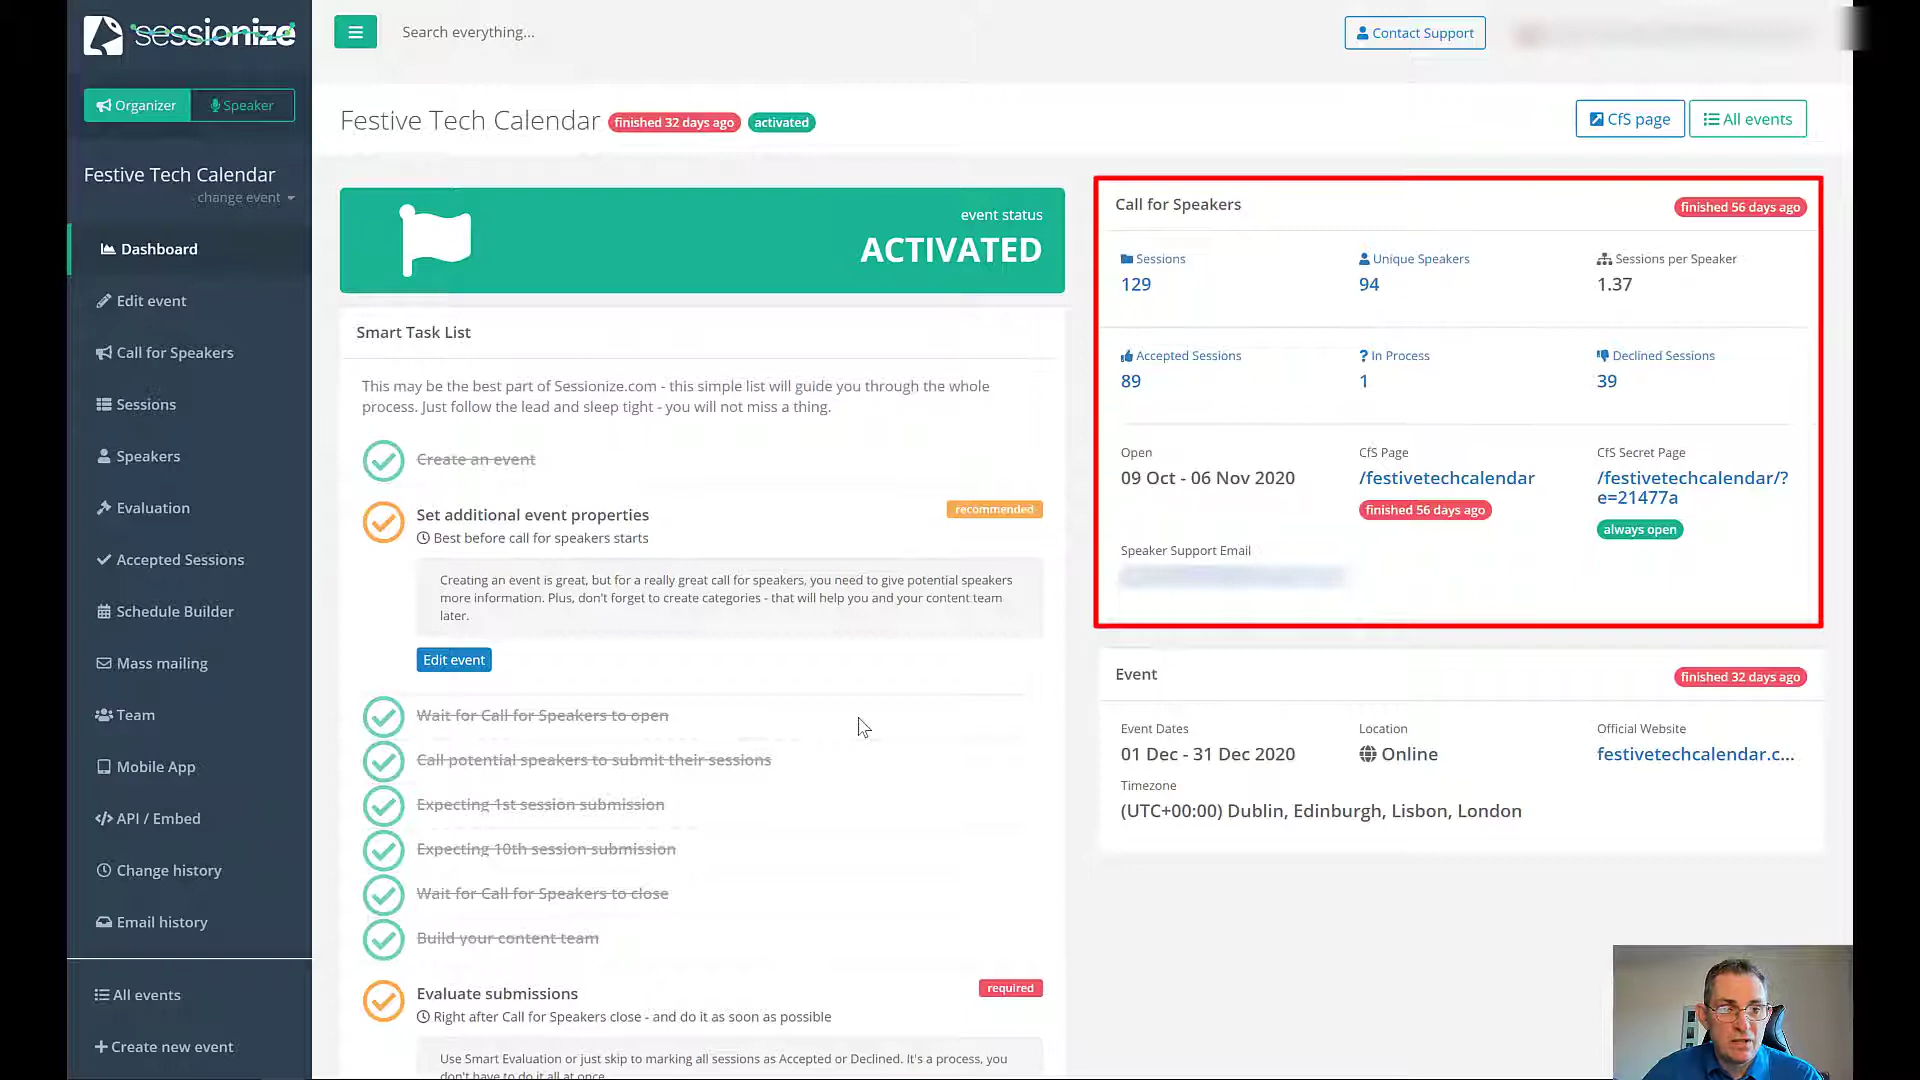 sessionize
Search everything...
Contact Support
Organizer
Speaker
Festive Tech Calendar
finished 32 days ago
activated
CfS page
All events
Festive Tech Calendar
change event
Dashboard
Edit event
Call for Speakers
Sessions
Speakers
Evaluation
Accepted Sessions
Schedule Builder
Mass mailing
Team
Mobile App
API / Embed
Change history
Email history
All events
Create new event
event status
ACTIVATED
Smart Task List
This may be the best part of Sessionize.com - this simple list will guide you through the whole
process. Just follow the lead and sleep tight - you will not miss a thing.
Create an event
Set additional event properties
recommended
Best before call for speakers starts
Creating an event is great, but for a really great call for speakers, you need to give potential speakers
more information. Plus, don't forget to create categories - that will help you and your content team
later.
Edit event
Wait for Call for Speakers to open
Call potential speakers to submit their sessions
Expecting 1st session submission
Expecting 10th session submission
Wait for Call for Speakers to close
Build your content team
Evaluate submissions
required
Right after Call for Speakers close - and do it as soon as possible
Use Smart Evaluation or just skip to marking all sessions as Accepted or Declined. It's a process, you
don't have to do it all at once
Call for Speakers
finished 56 days ago
Sessions
129
Unique Speakers
94
Sessions per Speaker
1.37
Accepted Sessions
89
In Process
1
Declined Sessions
39
Open
09 Oct - 06 Nov 2020
CfS Page
/festivetechcalendar
finished 56 days ago
CfS Secret Page
/festivetechcalendar/?
e=21477a
always open
Speaker Support Email
Event
finished 32 days ago
Event Dates
01 Dec - 31 Dec 2020
Location
Online
Official Website
festivetechcalendar.c...
Timezone
(UTC+00:00) Dublin, Edinburgh, Lisbon, London